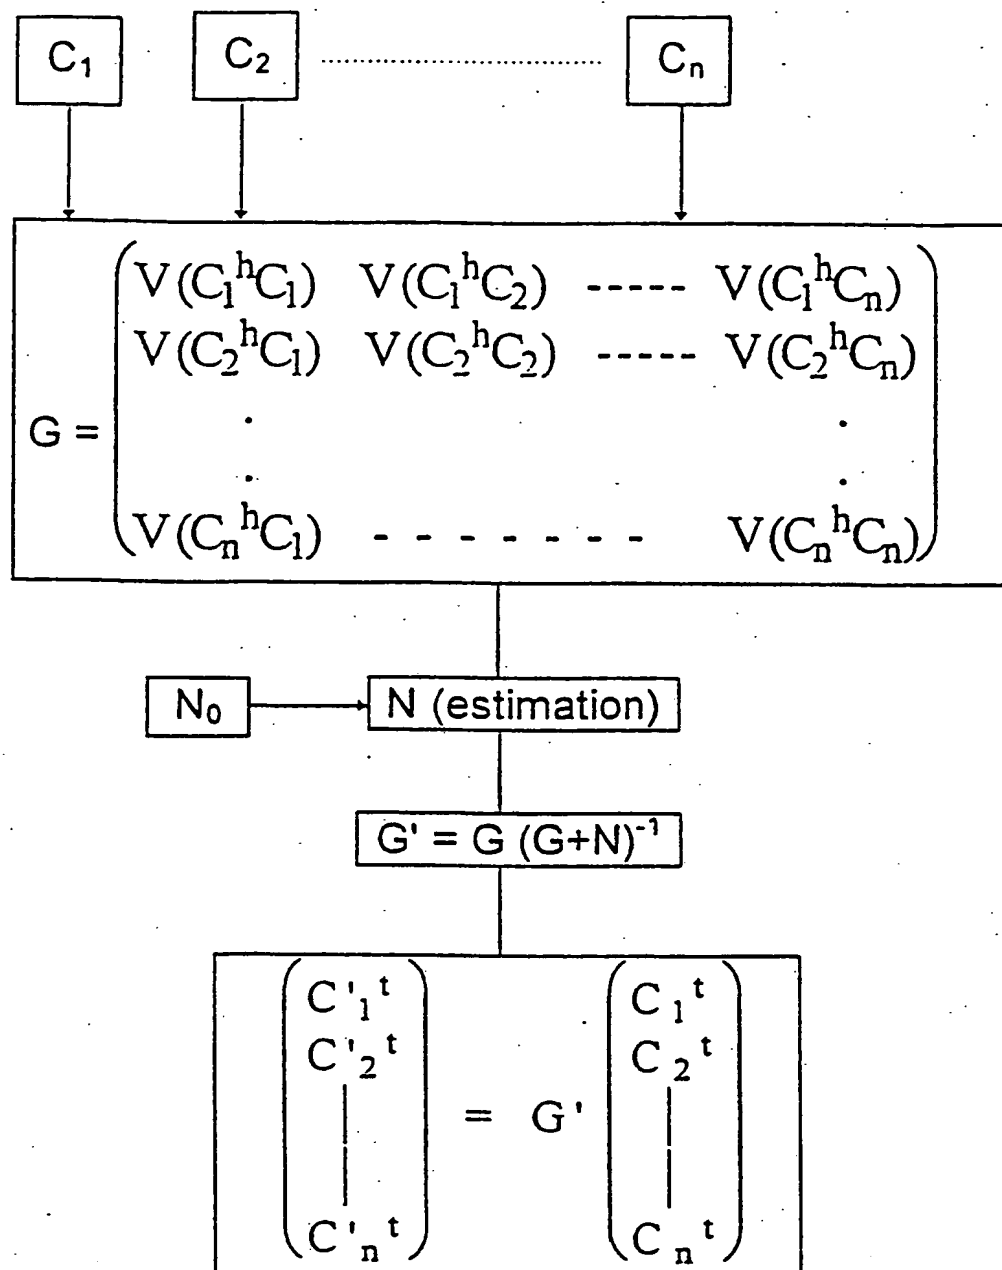 C₁ C₂ ........................ Cₙ
V(C₁ʰC₁) V(C₁ʰC₂) ----- V(C₁ʰCₙ)
V(C₂ʰC₁) V(C₂ʰC₂) ----- V(C₂ʰCₙ)
G =
. .
. .
V(CₙʰC₁) - - - - - - - V(CₙʰCₙ)
N₀ N (estimation)
G' = G (G+N)⁻¹
C'₁ᵗ C₁ᵗ
C'₂ᵗ C₂ᵗ
= G'
C'ₙᵗ Cₙᵗ